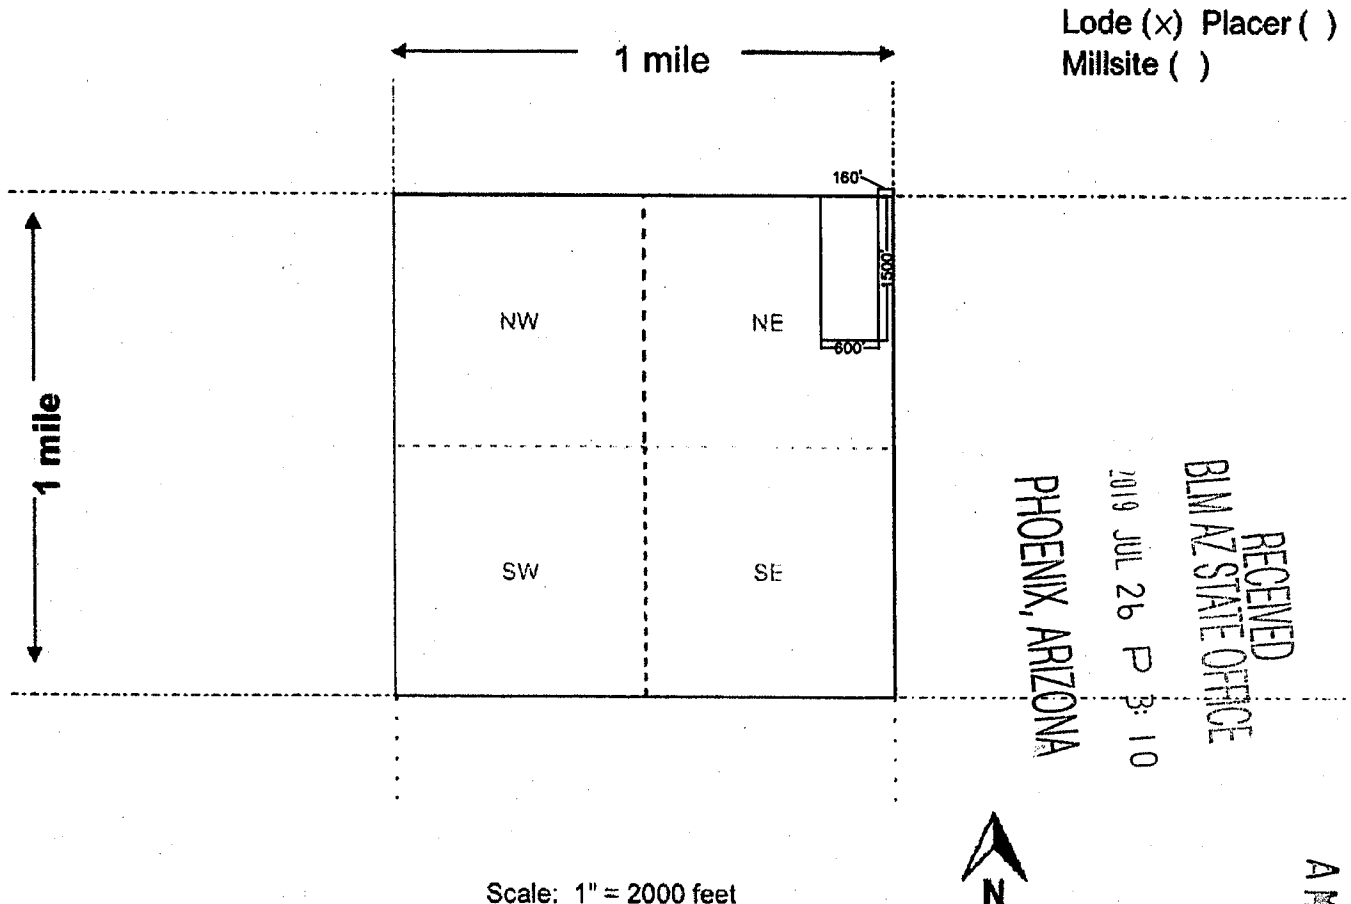 Lode (x) Placer ( )
Millsite ( )
1 mile
160'
1 mile
NW
NE
1500'
600'
SW
SE
RECEIVED
BLM AZ STATE OFFICE
2019 JUL 26 P 3:10
PHOENIX, ARIZONA
Scale: 1" = 2000 feet
N